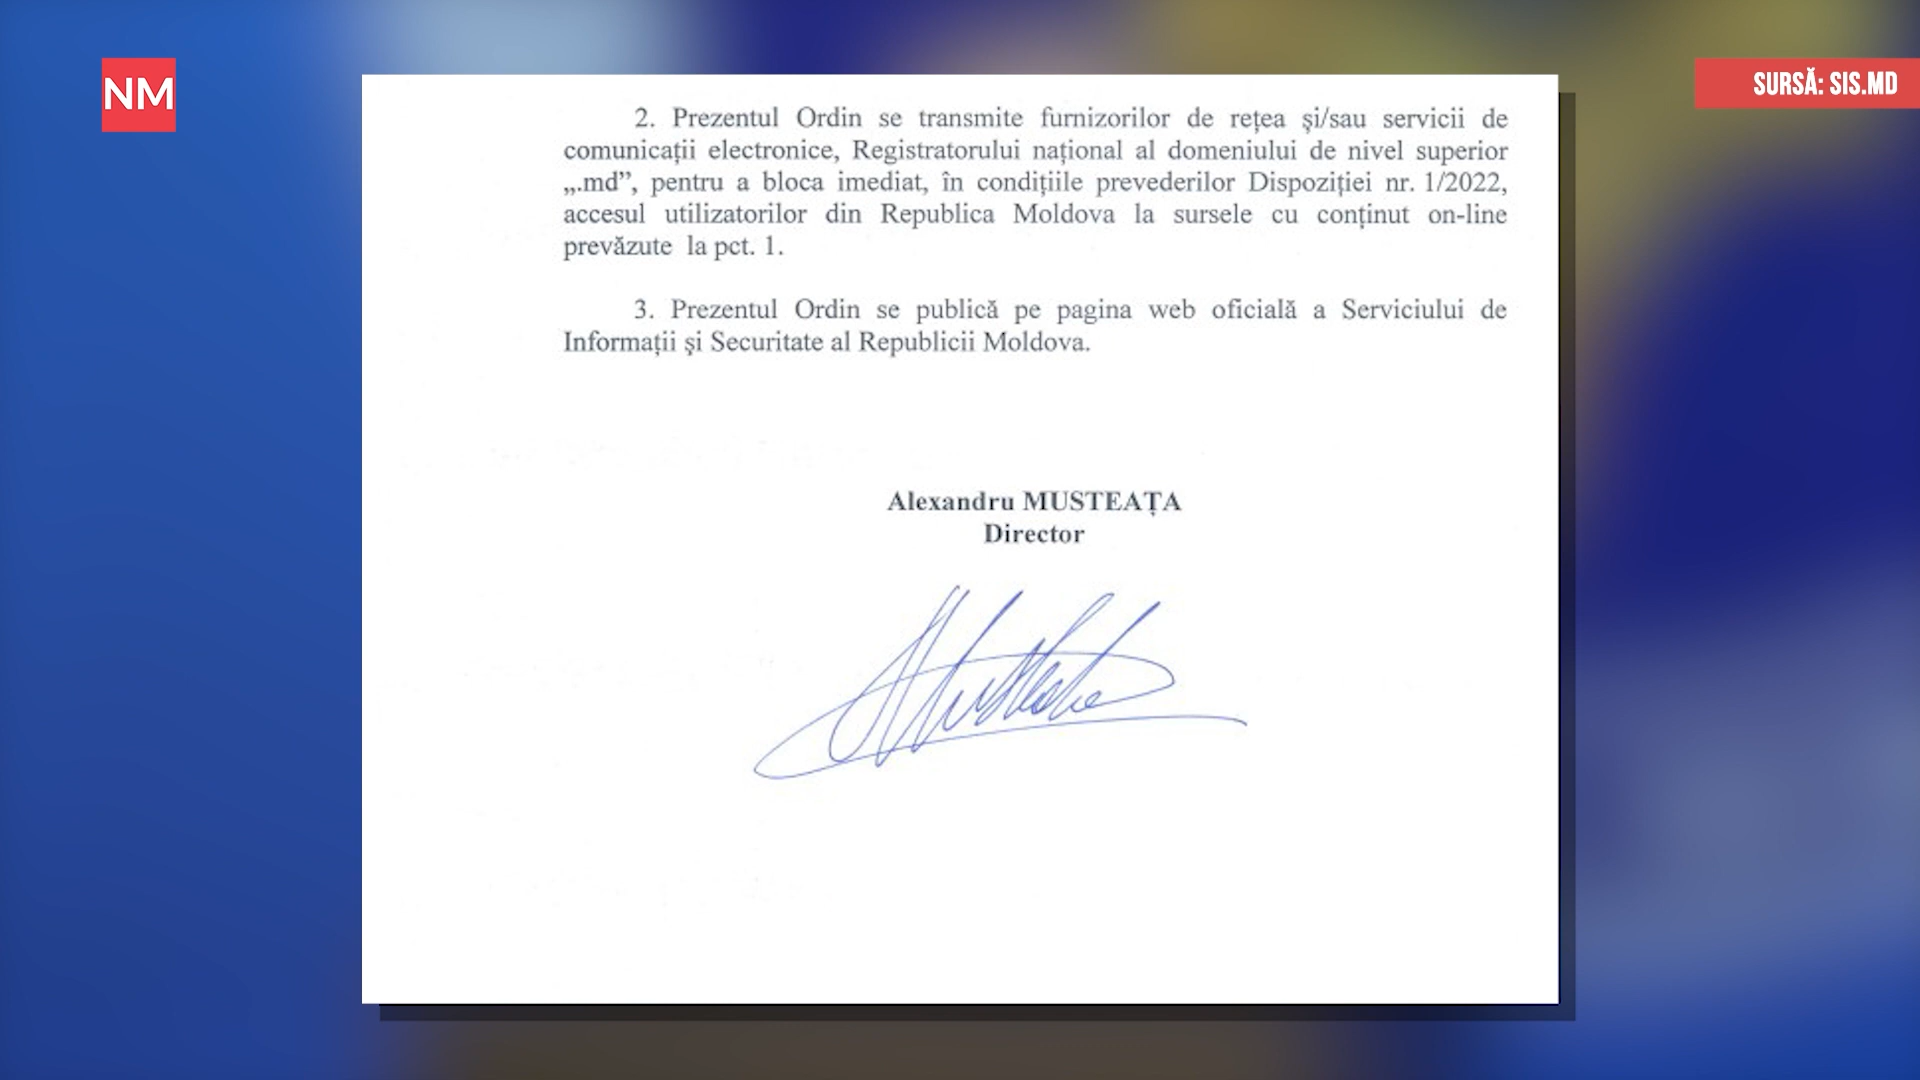 NM
SURSĂ: SIS.MD
2. Prezentul Ordin se transmite furnizorilor de rețea și/sau servicii de
comunicații electronice, Registratorului național al domeniului de nivel superior
„.md”, pentru a bloca imediat, în condițiile prevederilor Dispoziției nr. 1/2022,
accesul utilizatorilor din Republica Moldova la sursele cu conținut on-line
prevăzute la pct. 1.
3. Prezentul Ordin se publică pe pagina web oficială a Serviciului de
Informații și Securitate al Republicii Moldova.
Alexandru MUSTEAȚA
Director